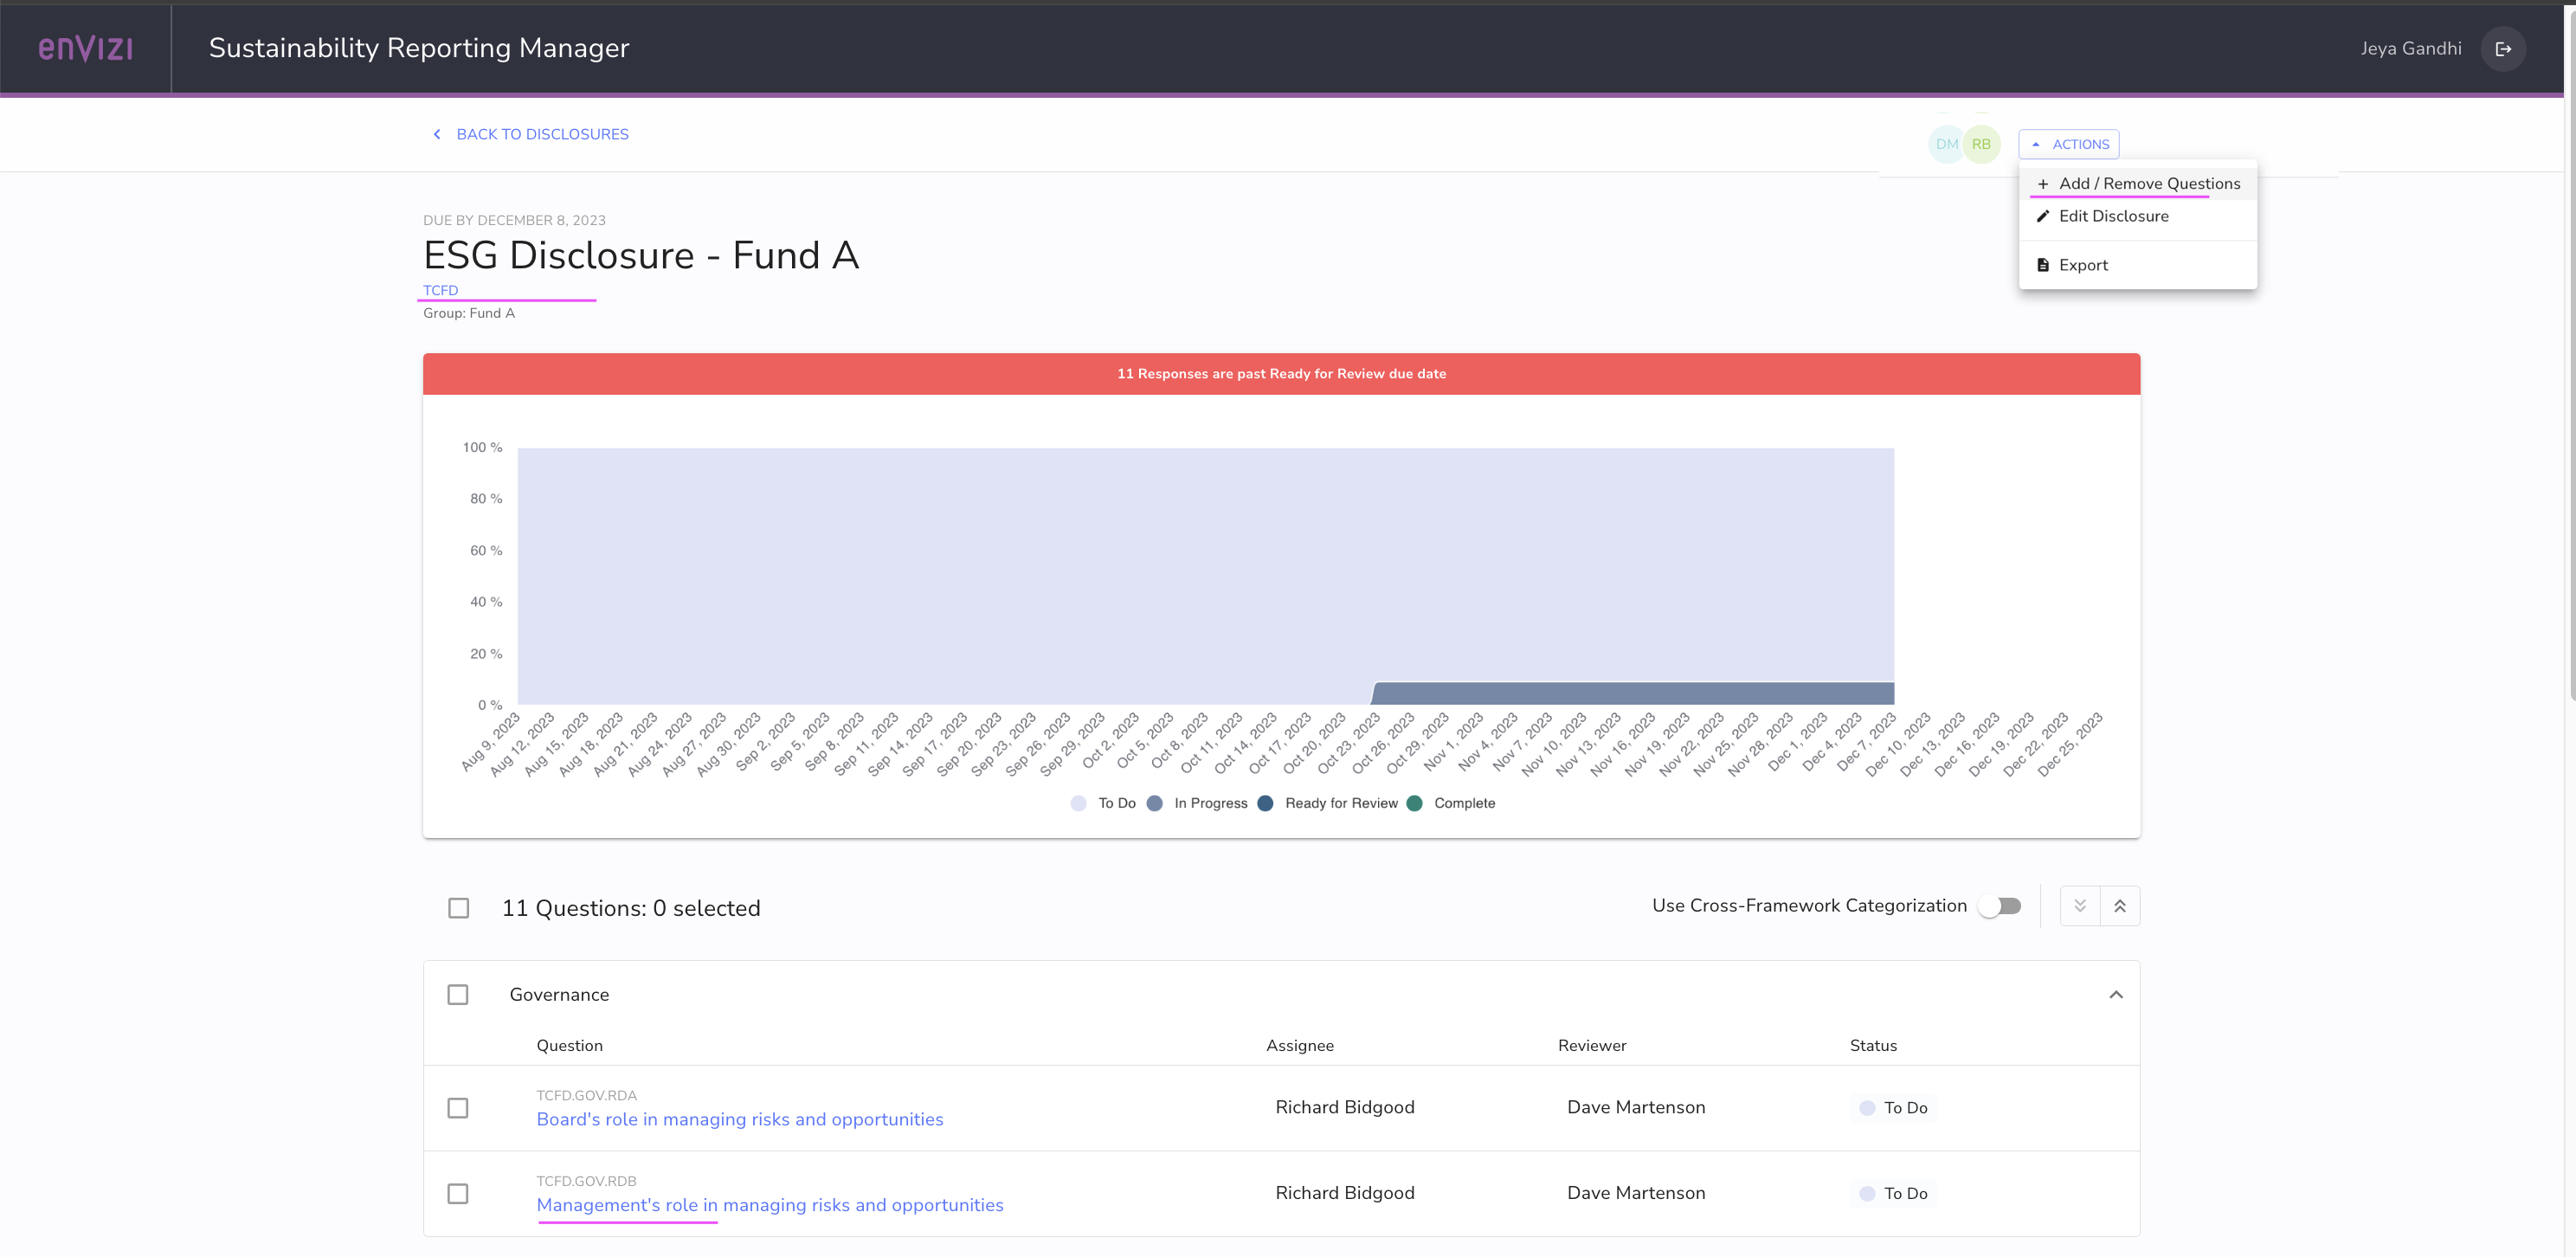 enVIZI
Sustainability Reporting Manager
Jeya Gandhi
BACK TO DISCLOSURES
DM
RB
ACTIONS
Add / Remove Questions
Edit Disclosure
Export
DUE BY DECEMBER 8, 2023
ESG Disclosure - Fund A
TCFD
Group: Fund A
11 Responses are past Ready for Review due date
100 %
80 %
60 %
40 %
20 %
0 %
Aug 9, 2023
Aug 12, 2023
Aug 15, 2023
Aug 18, 2023
Aug 21, 2023
Aug 24, 2023
Aug 27, 2023
Aug 30, 2023
Sep 2, 2023
Sep 5, 2023
Sep 8, 2023
Sep 11, 2023
Sep 14, 2023
Sep 17, 2023
Sep 20, 2023
Sep 23, 2023
Sep 26, 2023
Sep 29, 2023
Oct 2, 2023
Oct 5, 2023
Oct 8, 2023
Oct 11, 2023
Oct 14, 2023
Oct 17, 2023
Oct 20, 2023
Oct 23, 2023
Oct 26, 2023
Oct 29, 2023
Nov 1, 2023
Nov 4, 2023
Nov 7, 2023
Nov 10, 2023
Nov 13, 2023
Nov 16, 2023
Nov 19, 2023
Nov 22, 2023
Nov 25, 2023
Nov 28, 2023
Dec 1, 2023
Dec 4, 2023
Dec 7, 2023
Dec 10, 2023
Dec 13, 2023
Dec 16, 2023
Dec 19, 2023
Dec 22, 2023
Dec 25, 2023
To Do In Progress Ready for Review Complete
11 Questions: 0 selected
Use Cross-Framework Categorization
Governance
Question Assignee Reviewer Status
TCFD.GOV.RDA
Board's role in managing risks and opportunities
Richard Bidgood
Dave Martenson
To Do
TCFD.GOV.RDB
Management's role in managing risks and opportunities
Richard Bidgood
Dave Martenson
To Do